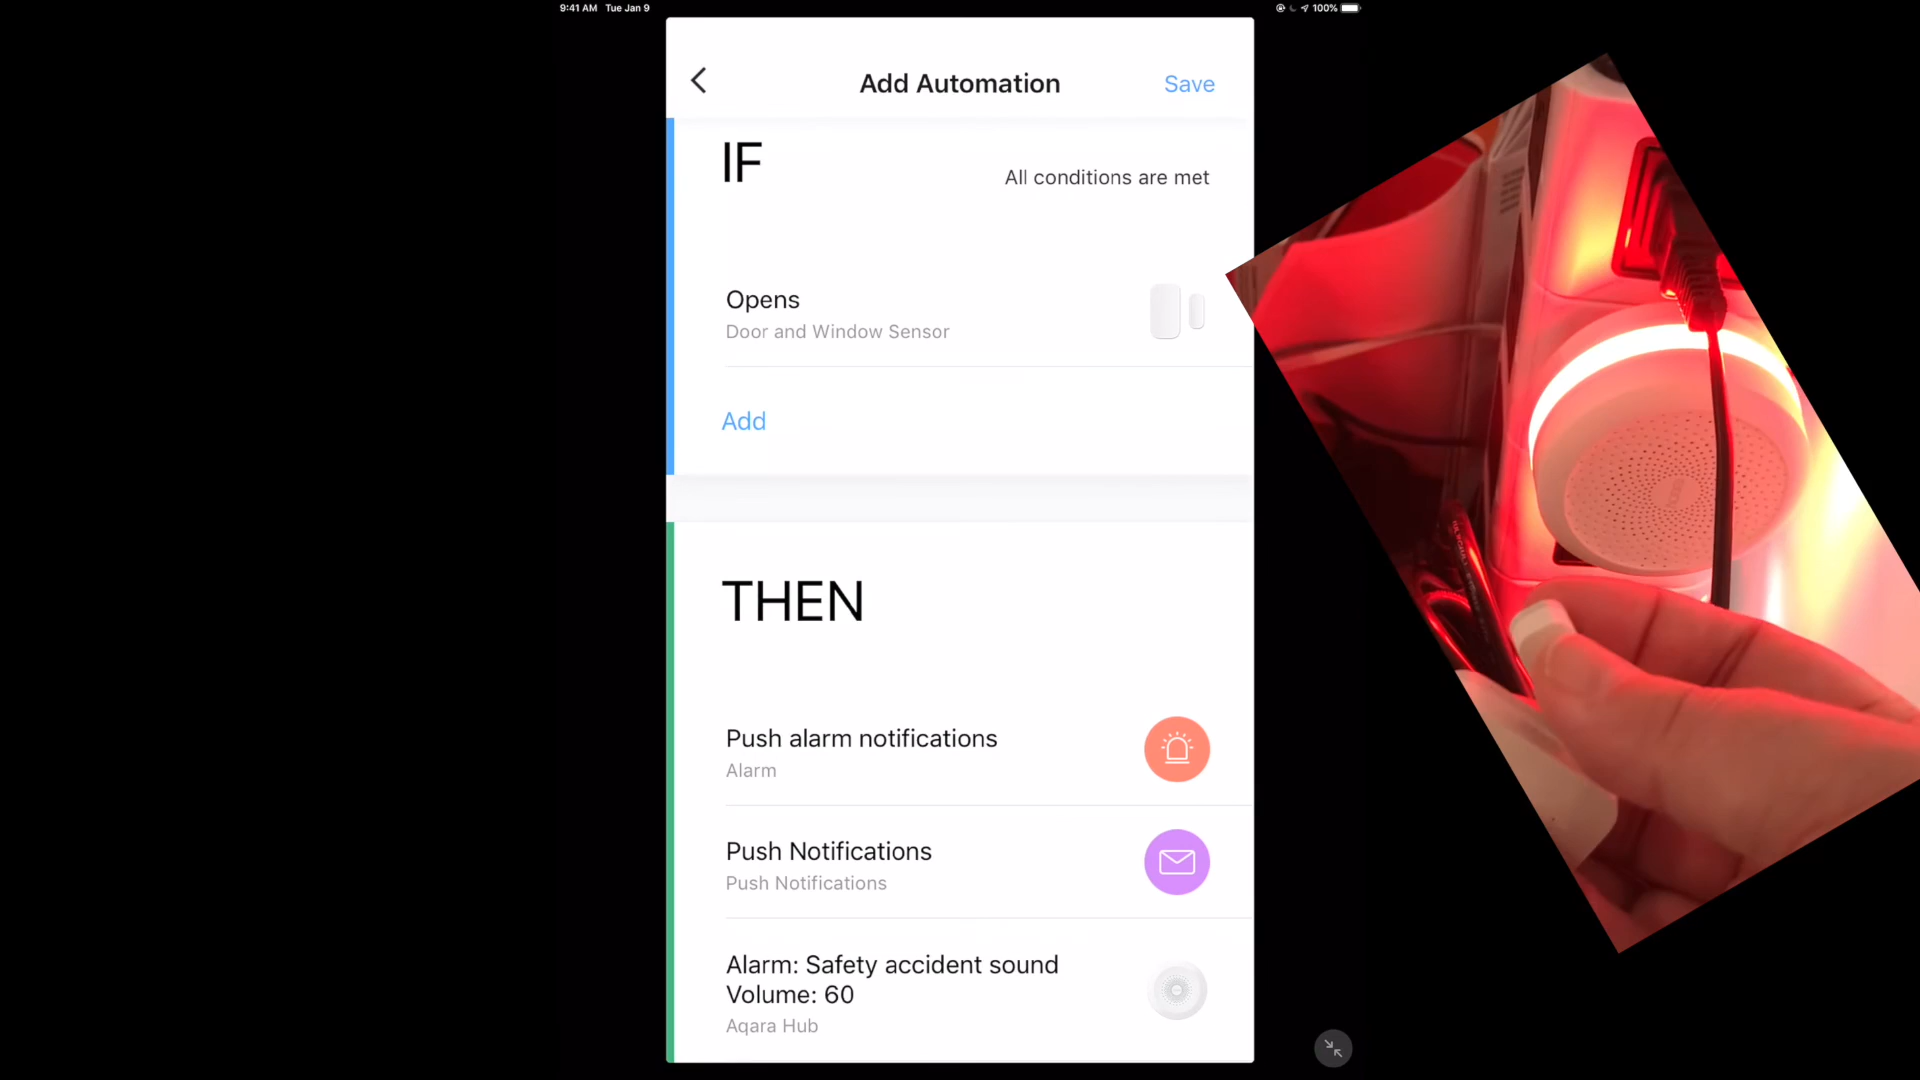 9:41 AM Tue Jan 9
100%
Add Automation
Save
IF
All conditions are met
Opens
Door and Window Sensor
Add
THEN
Push alarm notifications
Alarm
Push Notifications
Push Notifications
Alarm: Safety accident sound
Volume: 60
Aqara Hub